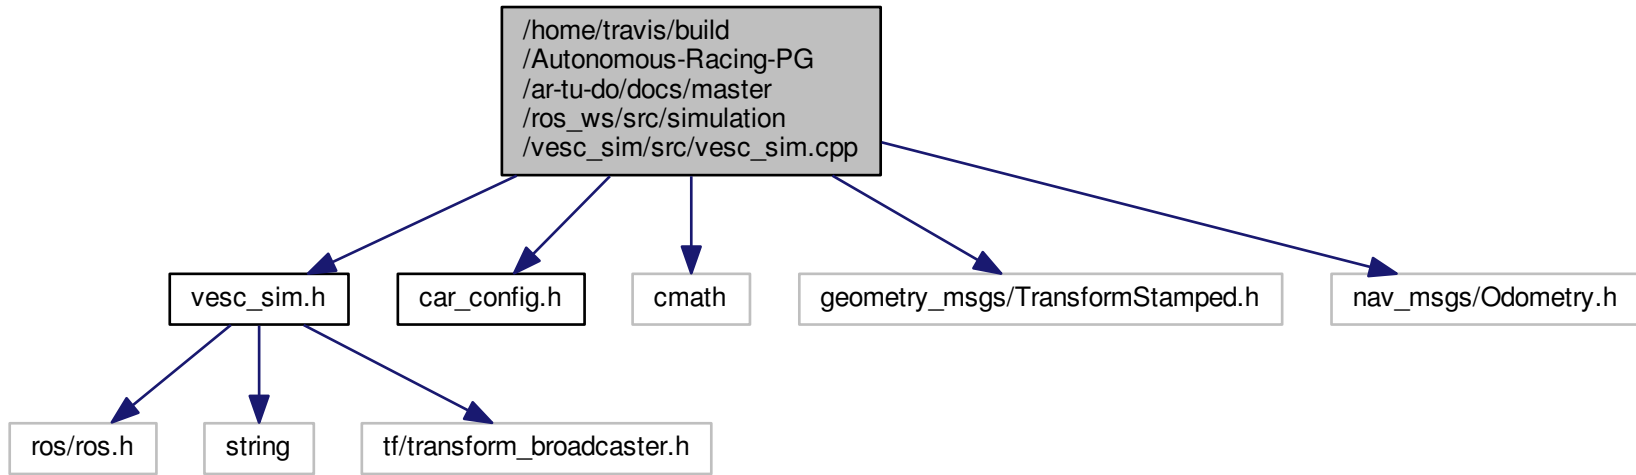 /home/travis/build
/Autonomous-Racing-PG
/ar-tu-do/docs/master
/ros_ws/src/simulation
/vesc_sim/src/vesc_sim.cpp
vesc_sim.h
car_config.h
cmath
geometry_msgs/TransformStamped.h
nav_msgs/Odometry.h
ros/ros.h
string
tf/transform_broadcaster.h